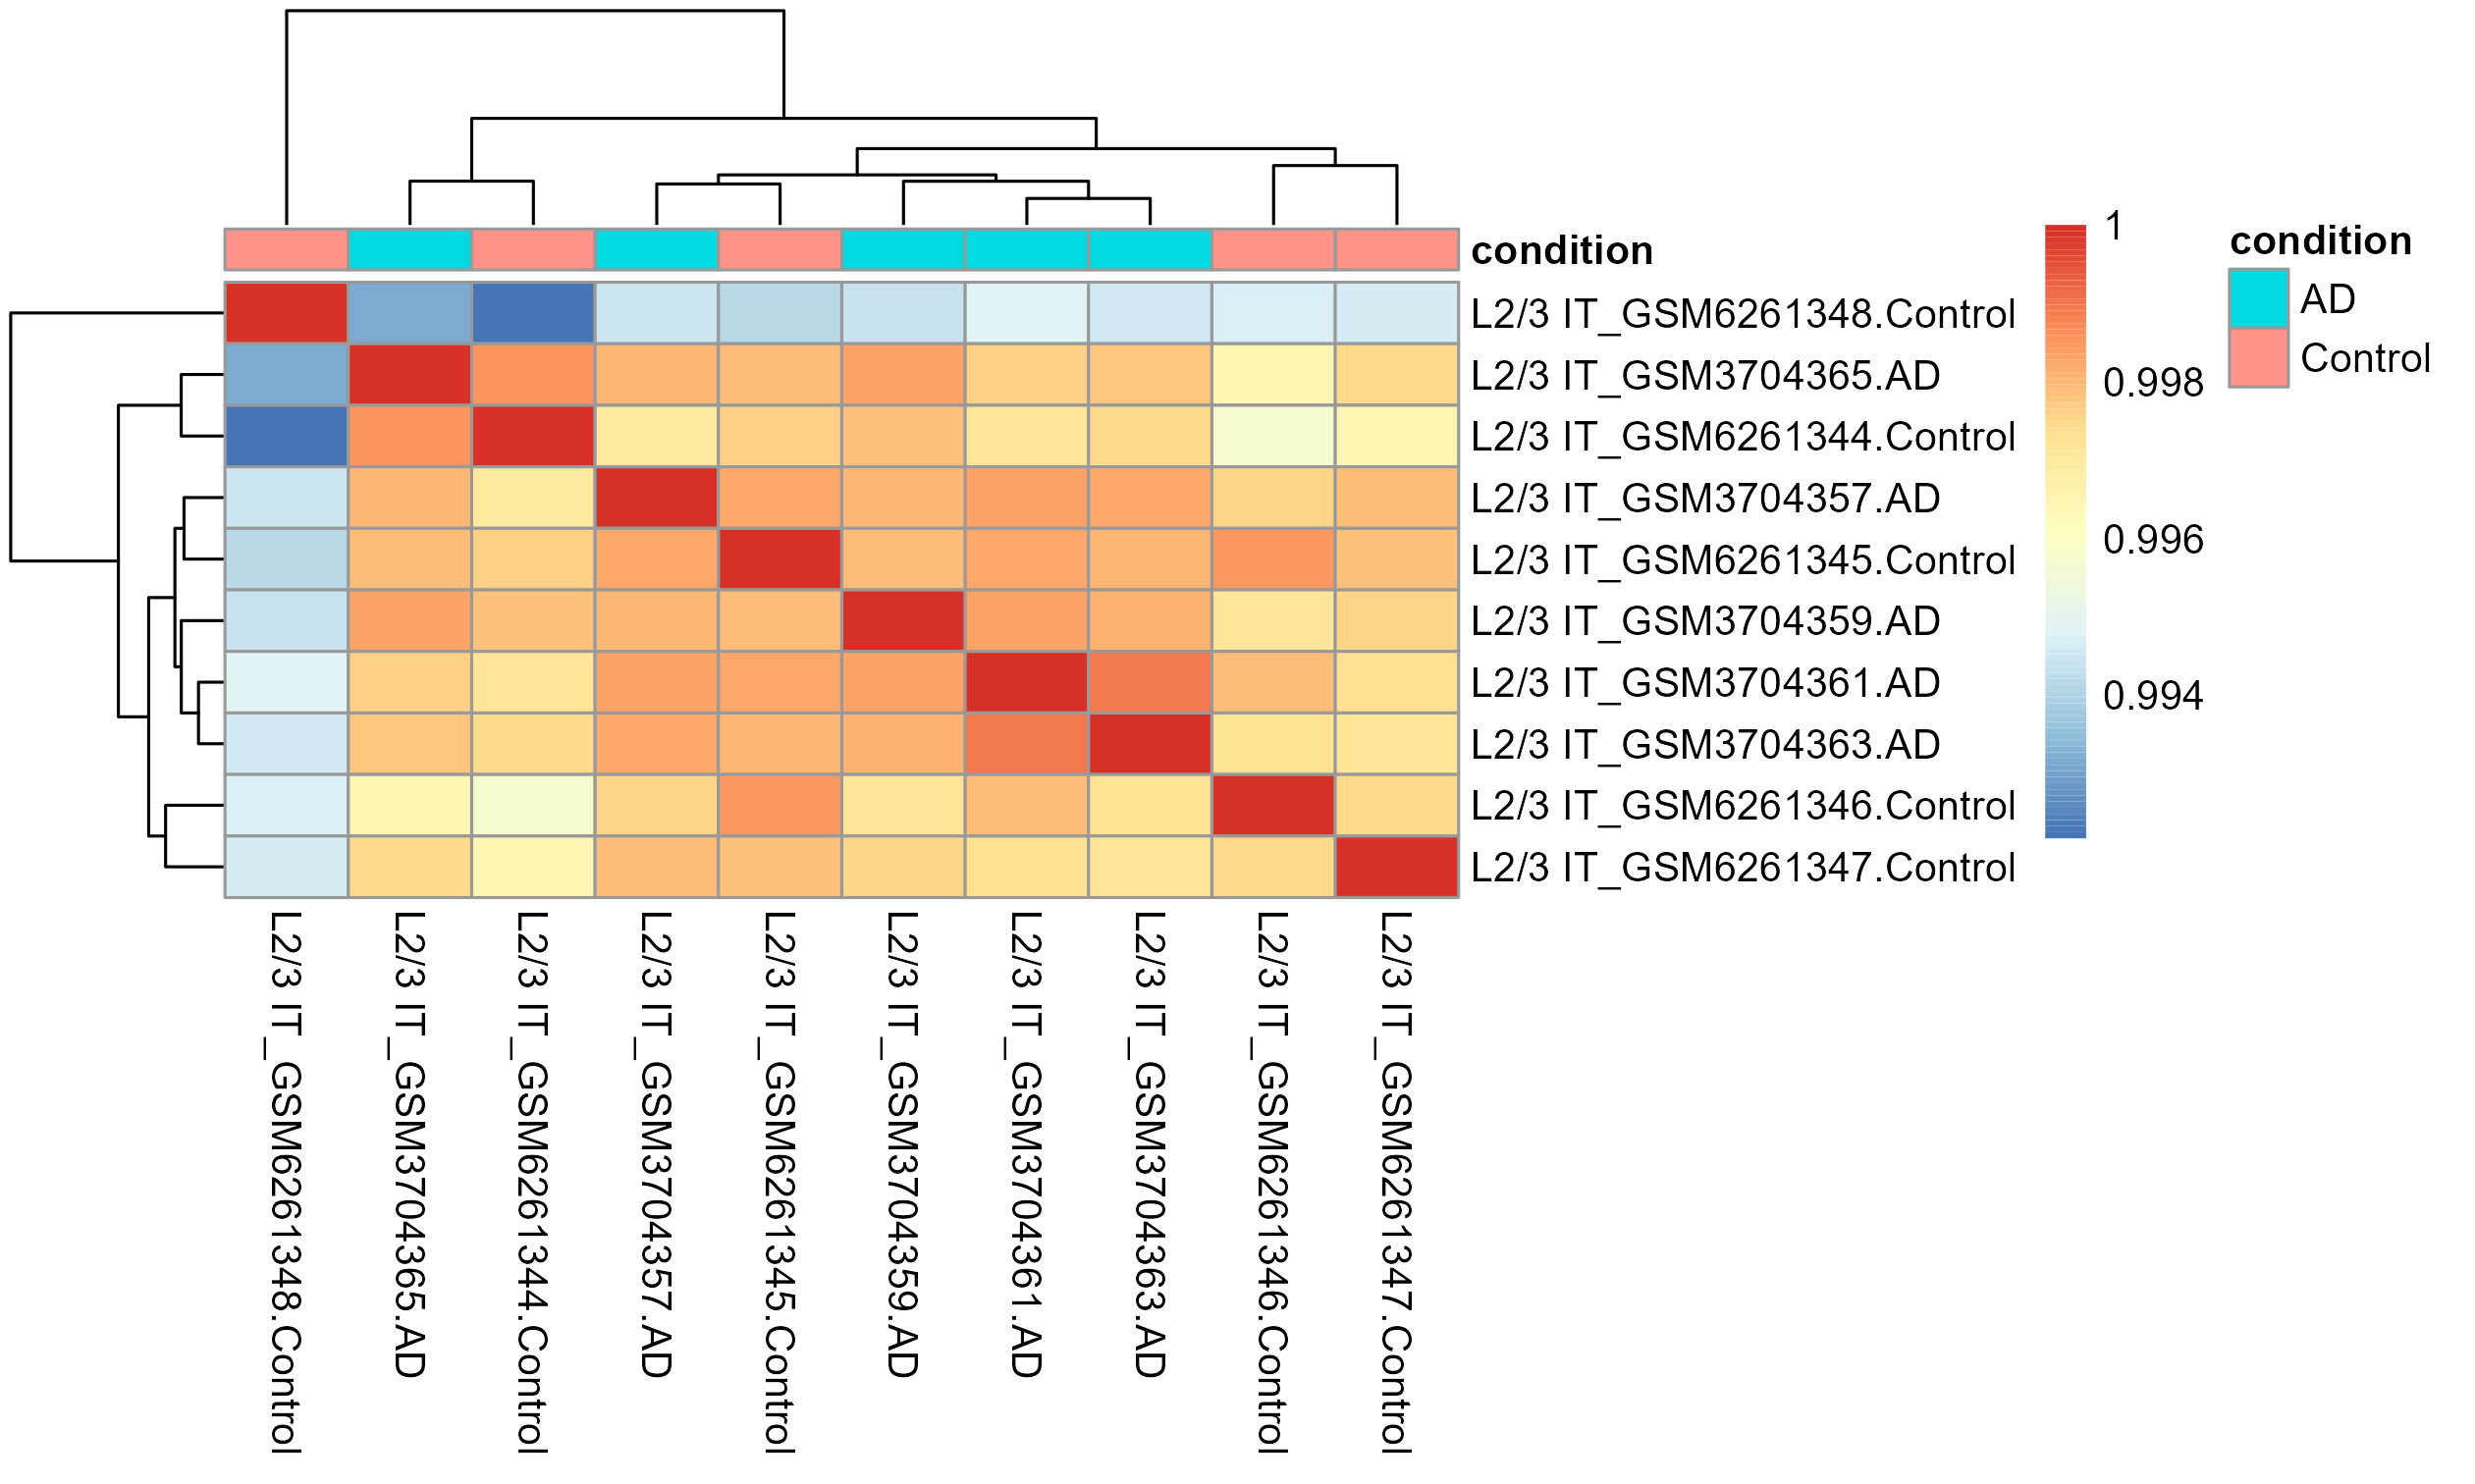 condition
L2/3 IT_GSM6261348.Control
L2/3 IT_GSM3704365.AD
L2/3 IT_GSM6261344.Control
L2/3 IT_GSM3704357.AD
L2/3 IT_GSM6261345.Control
L2/3 IT_GSM3704359.AD
L2/3 IT_GSM3704361.AD
L2/3 IT_GSM3704363.AD
L2/3 IT_GSM6261346.Control
L2/3 IT_GSM6261347.Control
1
0.998
0.996
0.994
condition
AD
Control
L2/3 IT_GSM6261348.Control
L2/3 IT_GSM3704365.AD
L2/3 IT_GSM6261344.Control
L2/3 IT_GSM3704357.AD
L2/3 IT_GSM6261345.Control
L2/3 IT_GSM3704359.AD
L2/3 IT_GSM3704361.AD
L2/3 IT_GSM3704363.AD
L2/3 IT_GSM6261346.Control
L2/3 IT_GSM6261347.Control